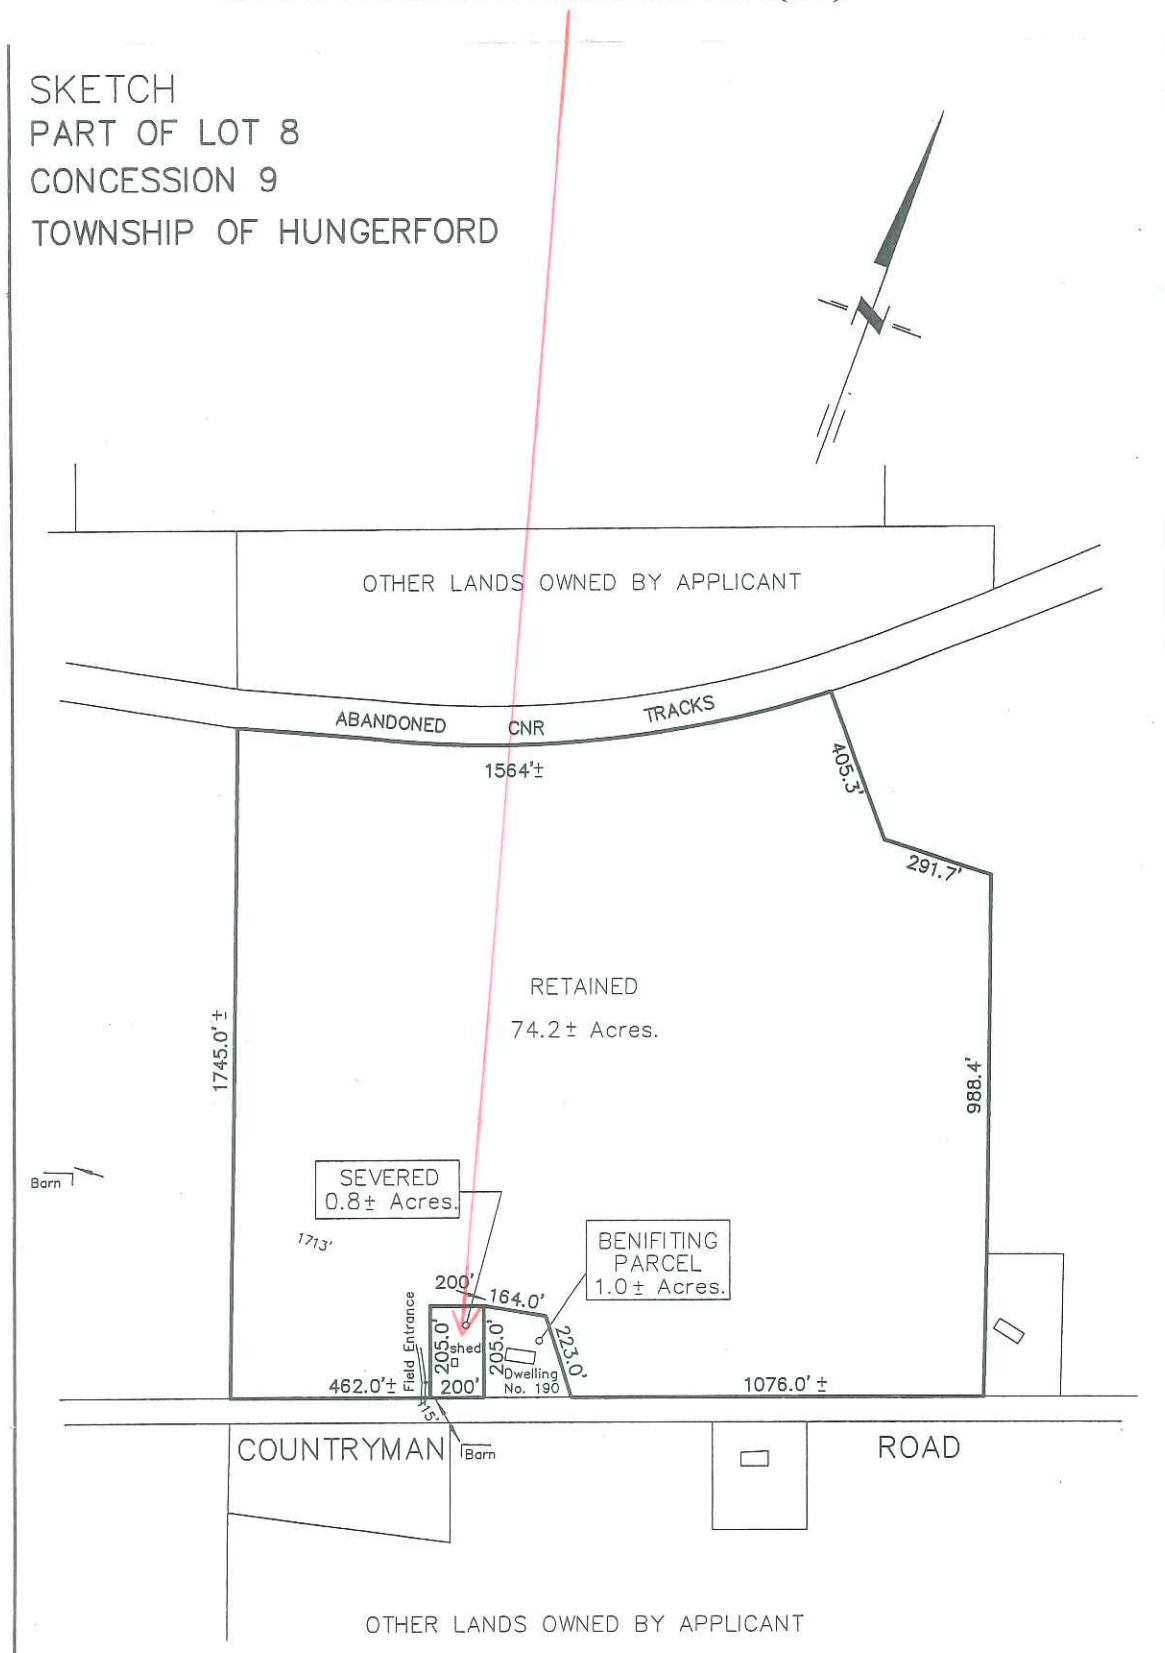 SKETCH
PART OF LOT 8
CONCESSION 9
TOWNSHIP OF HUNGERFORD
N
OTHER LANDS OWNED BY APPLICANT
ABANDONED CNR TRACKS
1564'±
405.3'
291.7'
RETAINED
74.2± Acres.
1745.0'±
988.4'
Barn
SEVERED
0.8± Acres.
1713'
BENIFITING
PARCEL
1.0± Acres.
200'
164.0'
Field Entrance
205.0'
shed
205.0'
223.0'
Dwelling
No. 190
462.0'±
200'
1076.0'±
COUNTRYMAN ROAD
Barn
OTHER LANDS OWNED BY APPLICANT